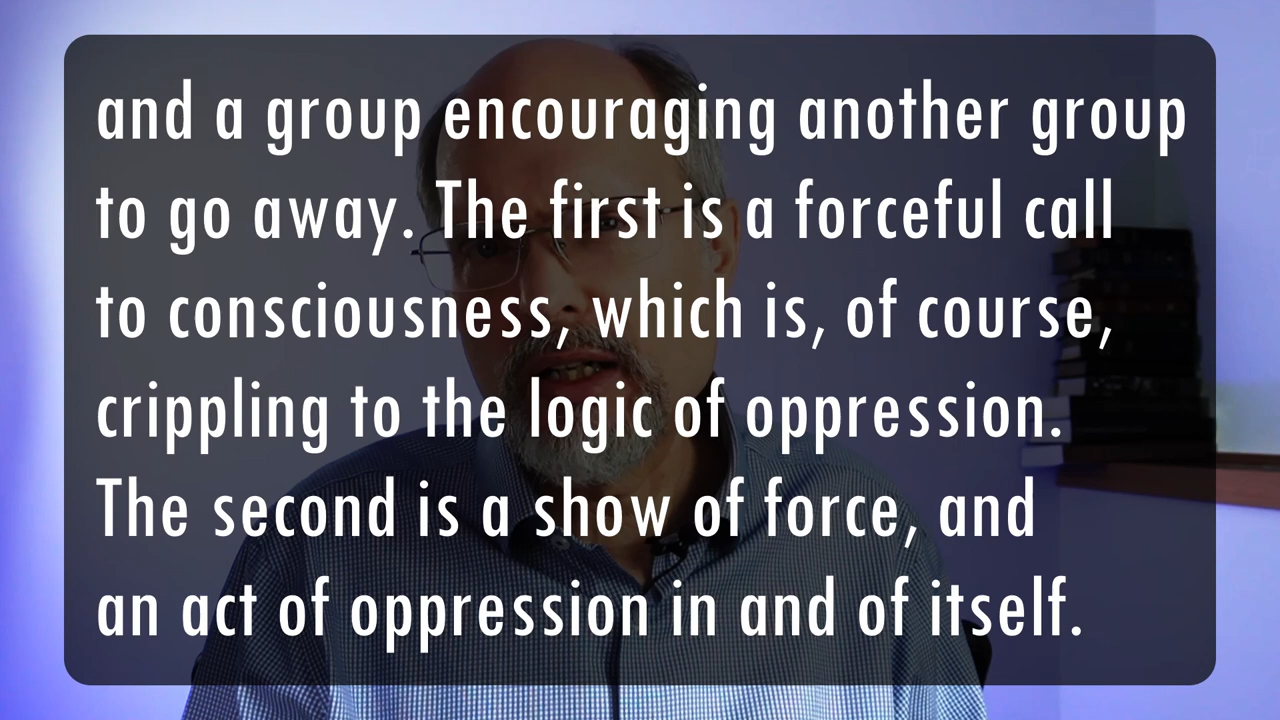 and a group encouraging another group
to go away. The first is a forceful call
to consciousness, which is, of course,
crippling to the logic of oppression.
The second is a show of force, and
an act of oppression in and of itself.